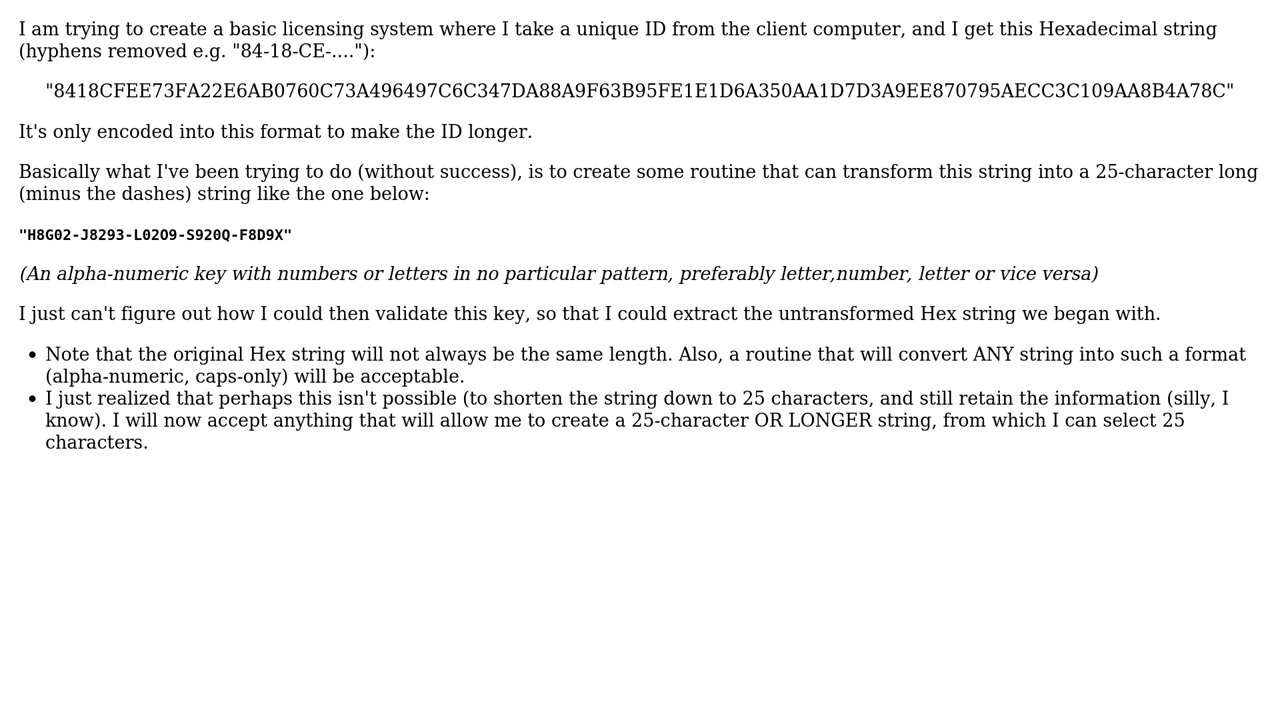 I am trying to create a basic licensing system where I take a unique ID from the client computer, and I get this Hexadecimal string
(hyphens removed e.g. "84-18-CE-...."):
"8418CFEE73FA22E6AB0760C73A496497C6C347DA88A9F63B95FE1E1D6A350AA1D7D3A9EE870795AECC3C109AA8B4A78C"
It's only encoded into this format to make the ID longer.
Basically what I've been trying to do (without success), is to create some routine that can transform this string into a 25-character long
(minus the dashes) string like the one below:
"H8G02-J8293-L02O9-S920Q-F8D9X"
(An alpha-numeric key with numbers or letters in no particular pattern, preferably letter,number, letter or vice versa)
I just can't figure out how I could then validate this key, so that I could extract the untransformed Hex string we began with.
• Note that the original Hex string will not always be the same length. Also, a routine that will convert ANY string into such a format
(alpha-numeric, caps-only) will be acceptable.
• I just realized that perhaps this isn't possible (to shorten the string down to 25 characters, and still retain the information (silly, I
know). I will now accept anything that will allow me to create a 25-character OR LONGER string, from which I can select 25
characters.